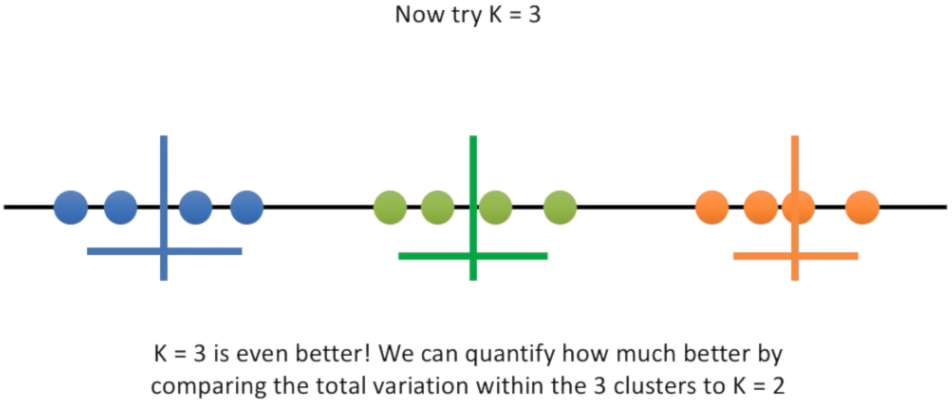 Now try K = 3
K = 3 is even better! We can quantify how much better by
comparing the total variation within the 3 clusters to K = 2